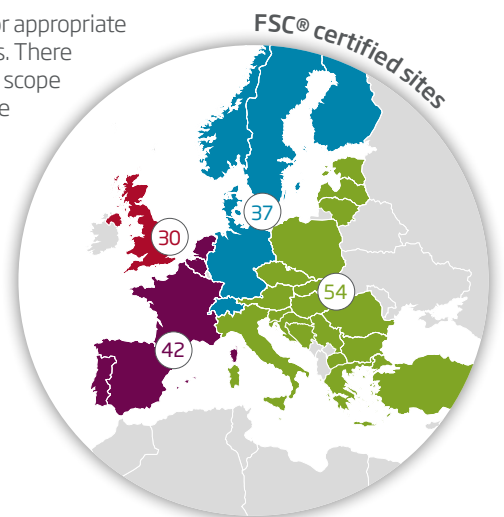 or appropriate
s. There
scope
e
FSC® certified sites
37
30
54
42